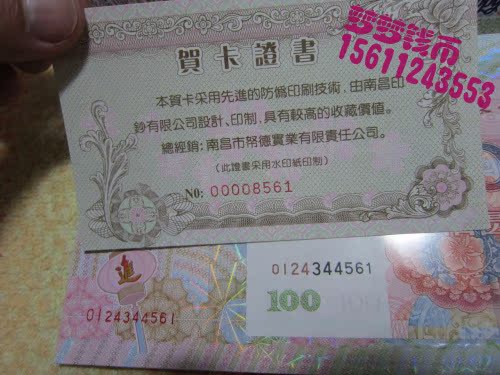 梦梦钱币
15611243553
賀卡證書
本賀卡采用先進的防僞印刷技術，由南昌印
鈔有限公司設計、印制，具有較高的收藏價值。
總經銷：南昌市努德實業有限責任公司。
（此證書采用水印紙印制）
NO: 00008561
0124344561
100
0124344561